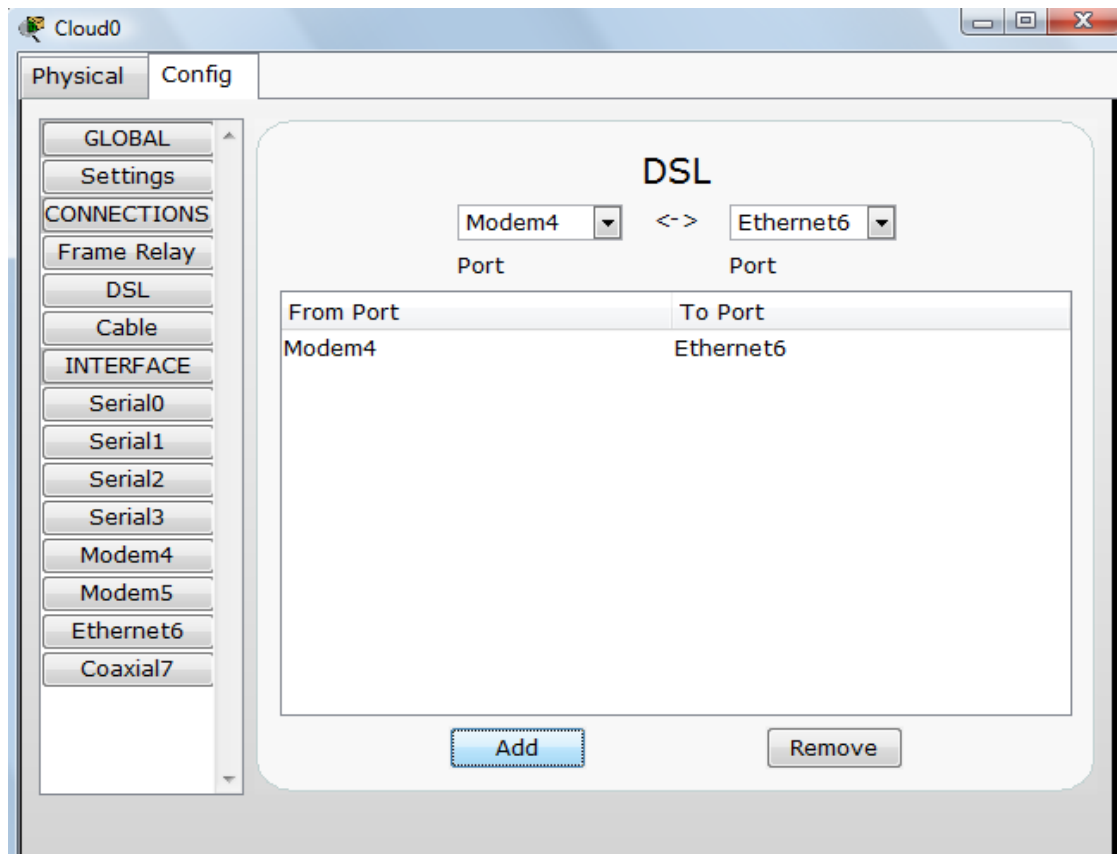 Cloud0
Physical Config
GLOBAL
Settings
CONNECTIONS
Frame Relay
DSL
Cable
INTERFACE
Serial0
Serial1
Serial2
Serial3
Modem4
Modem5
Ethernet6
Coaxial7
DSL
Modem4 <-> Ethernet6
Port Port
From Port To Port
Modem4 Ethernet6
Add Remove